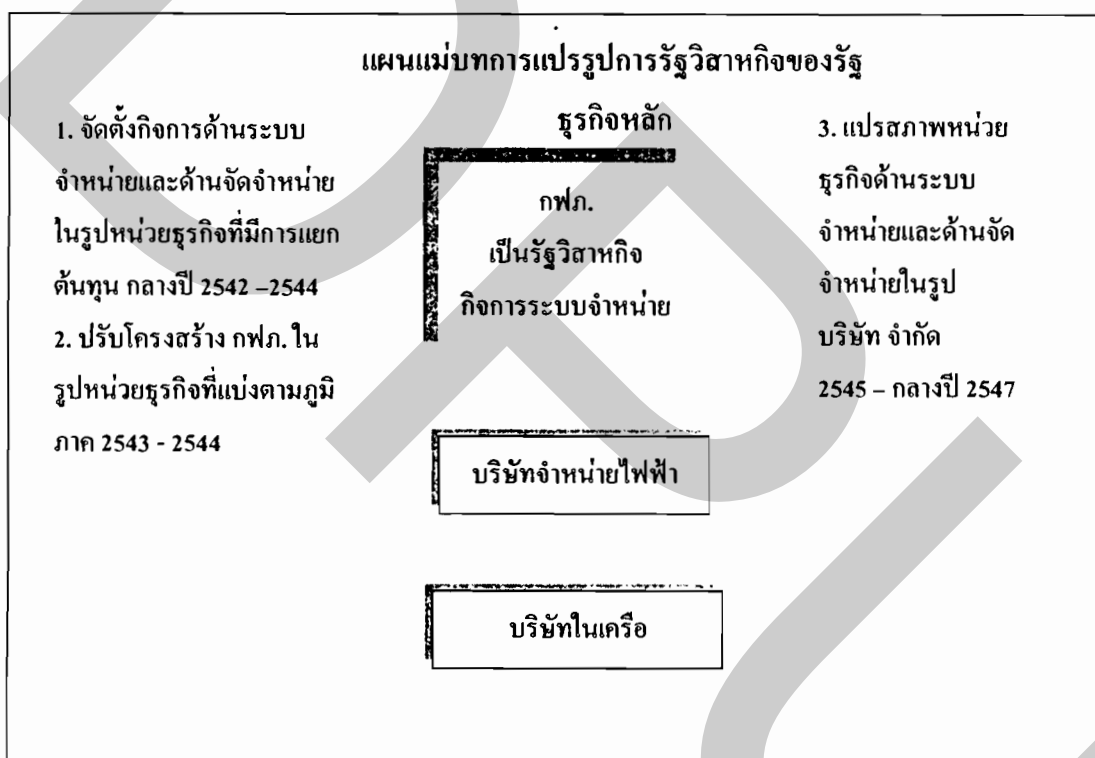 แผนแม่บทการแปรรูปการรัฐวิสาหกิจของรัฐ
1. จัดตั้งกิจการด้านระบบ
จำหน่ายและด้านจัดจำหน่าย
ในรูปหน่วยธุรกิจที่มีการแยก
ต้นทุน กลางปี 2542 –2544
2. ปรับโครงสร้าง กฟภ. ใน
รูปหน่วยธุรกิจที่แบ่งตามภูมิ
ภาค 2543 - 2544
ธุรกิจหลัก
กฟภ.
เป็นรัฐวิสาหกิจ
กิจการระบบจำหน่าย
บริษัทจำหน่ายไฟฟ้า
บริษัทในเครือ
3. แปรสภาพหน่วย
ธุรกิจด้านระบบ
จำหน่ายและด้านจัด
จำหน่ายในรูป
บริษัท จำกัด
2545 – กลางปี 2547